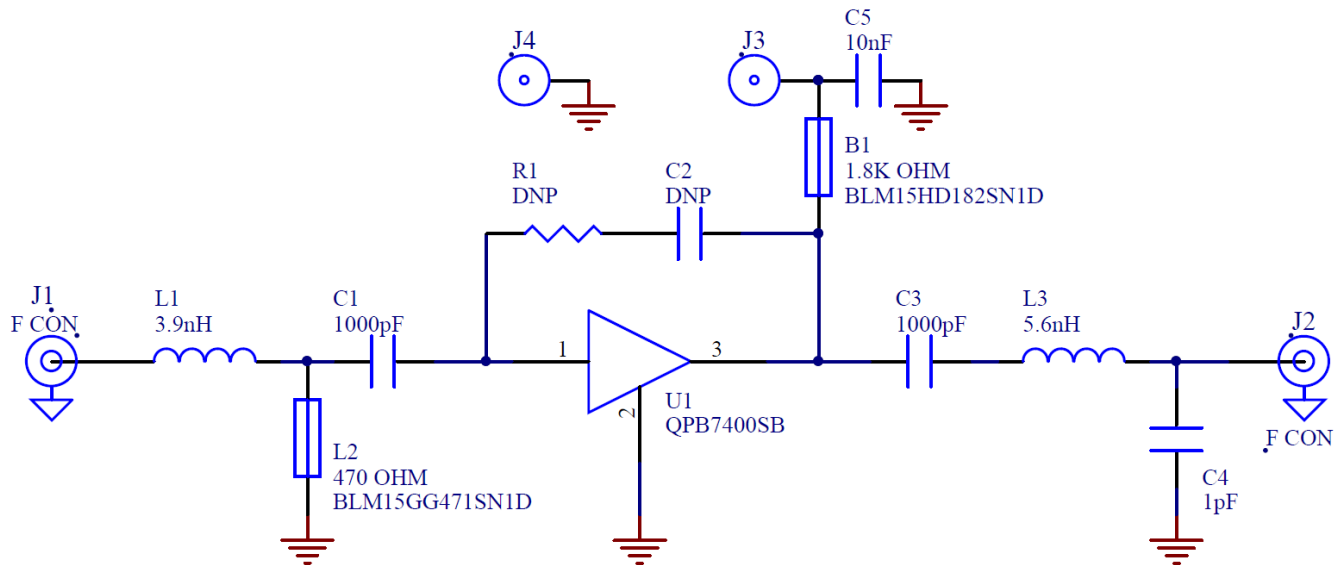 J4
J3
C5
10nF
B1
1.8K OHM
BLM15HD182SN1D
R1
DNP
C2
DNP
J1
F CON
L1
3.9nH
C1
1000pF
1
3
2
U1
QPB7400SB
C3
1000pF
L3
5.6nH
J2
F CON
L2
470 OHM
BLM15GG471SN1D
C4
1pF